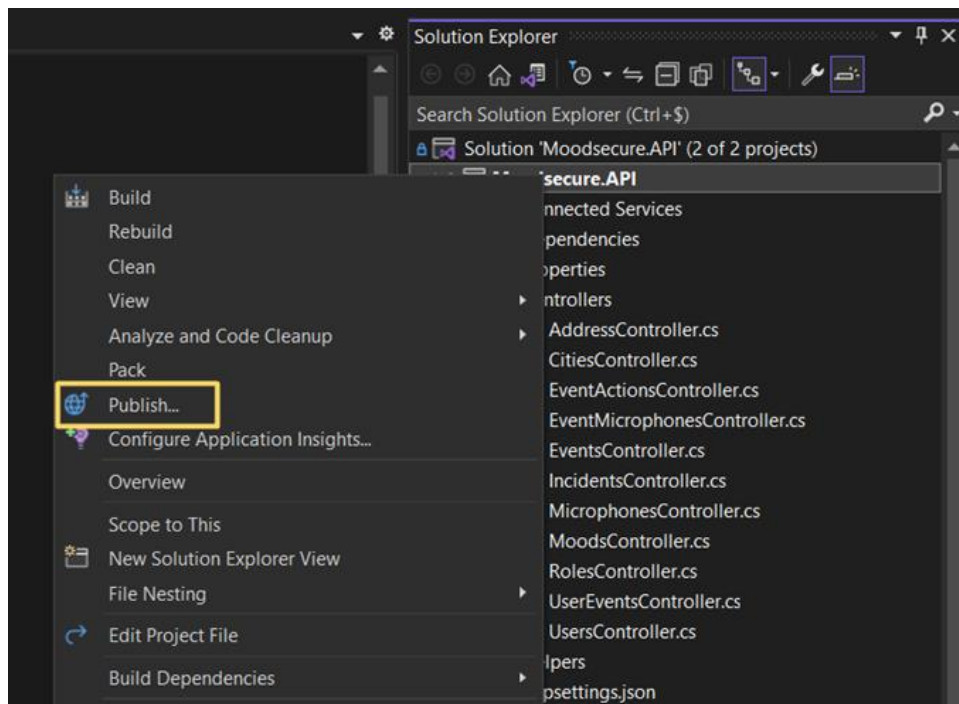 Solution Explorer
Search Solution Explorer (Ctrl+$)
Solution 'Moodsecure.API' (2 of 2 projects)
secure.API
nnected Services
pendencies
operties
ntrollers
AddressController.cs
CitiesController.cs
EventActionsController.cs
EventMicrophonesController.cs
EventsController.cs
IncidentsController.cs
MicrophonesController.cs
MoodsController.cs
RolesController.cs
UserEventsController.cs
UsersController.cs
lpers
psettings.json
Build
Rebuild
Clean
View
Analyze and Code Cleanup
Pack
Publish...
Configure Application Insights...
Overview
Scope to This
New Solution Explorer View
File Nesting
Edit Project File
Build Dependencies